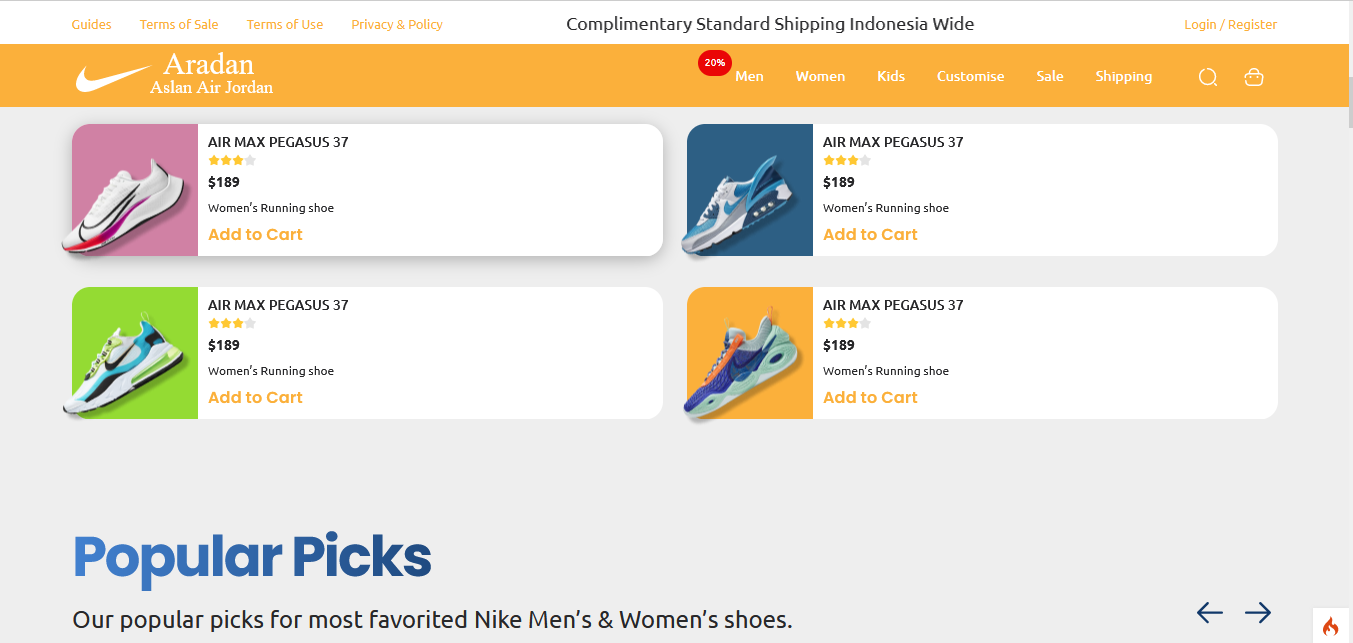 Guides Terms of Sale Terms of Use Privacy & Policy Complimentary Standard Shipping Indonesia Wide Login / Register
20%
Aradan
Aslan Air Jordan
Men Women Kids Customise Sale Shipping
AIR MAX PEGASUS 37
$189
Women's Running shoe
Add to Cart
AIR MAX PEGASUS 37
$189
Women's Running shoe
Add to Cart
AIR MAX PEGASUS 37
$189
Women's Running shoe
Add to Cart
AIR MAX PEGASUS 37
$189
Women's Running shoe
Add to Cart
Popular Picks
Our popular picks for most favorited Nike Men's & Women's shoes.